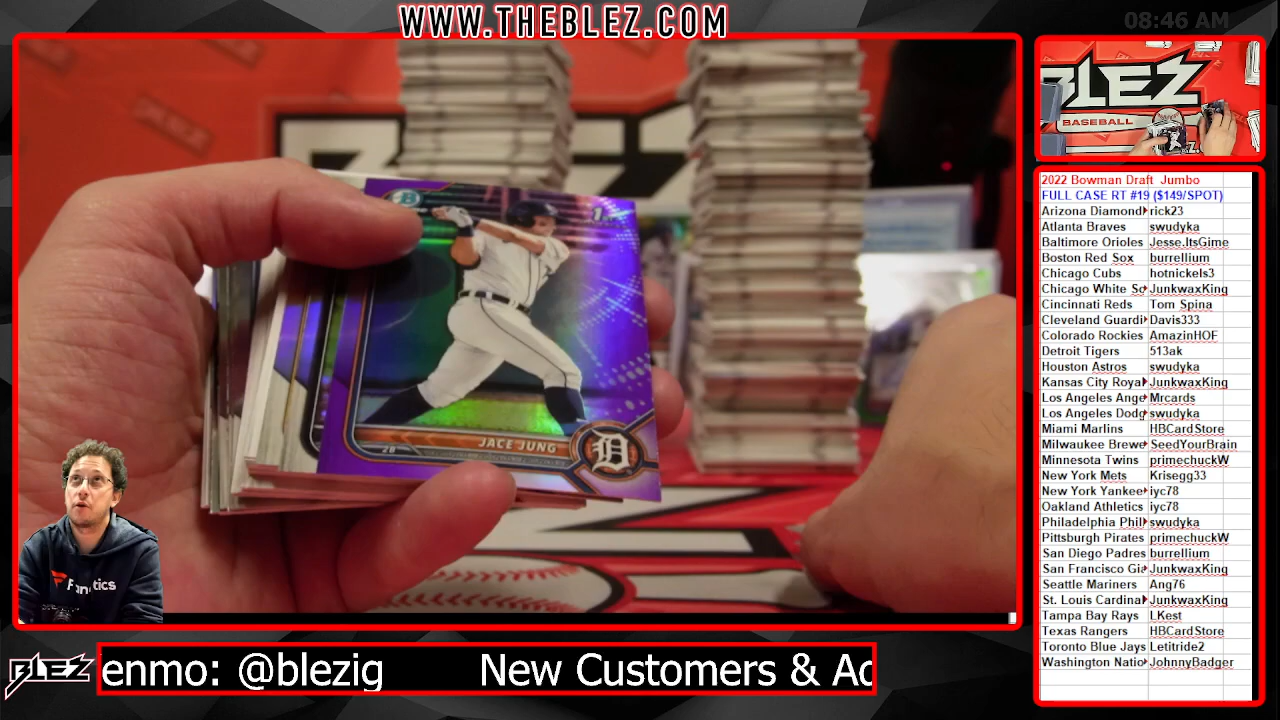 WWW.THEBLEZ.COM
08:46 AM
BLEZ
BASEBALL
1st
JACE JUNG
2B
D
Fanatics
2022 Bowman Draft Jumbo
FULL CASE RT #19 ($149/SPOT)
Arizona Diamond rick23
Atlanta Braves swudyka
Baltimore Orioles Jesse.ItsGime
Boston Red Sox burrellium
Chicago Cubs hotnickels3
Chicago White So JunkwaxKing
Cincinnati Reds Tom Spina
Cleveland Guardi Davis333
Colorado Rockies AmazinHOF
Detroit Tigers 513ak
Houston Astros swudyka
Kansas City Roya JunkwaxKing
Los Angeles Ange Mrcards
Los Angeles Dodg swudyka
Miami Marlins HBCardStore
Milwaukee Brewe SeedYourBrain
Minnesota Twins primechuckW
New York Mets Krisegg33
New York Yankee iyc78
Oakland Athletics iyc78
Philadelphia Phil swudyka
Pittsburgh Pirates primechuckW
San Diego Padres burrellium
San Francisco Gia JunkwaxKing
Seattle Mariners Ang76
St. Louis Cardina JunkwaxKing
Tampa Bay Rays LKest
Texas Rangers HBCardStore
Toronto Blue Jays Letitride2
Washington Natio JohnnyBadger
BLEZ
enmo: @blezig New Customers & Ad